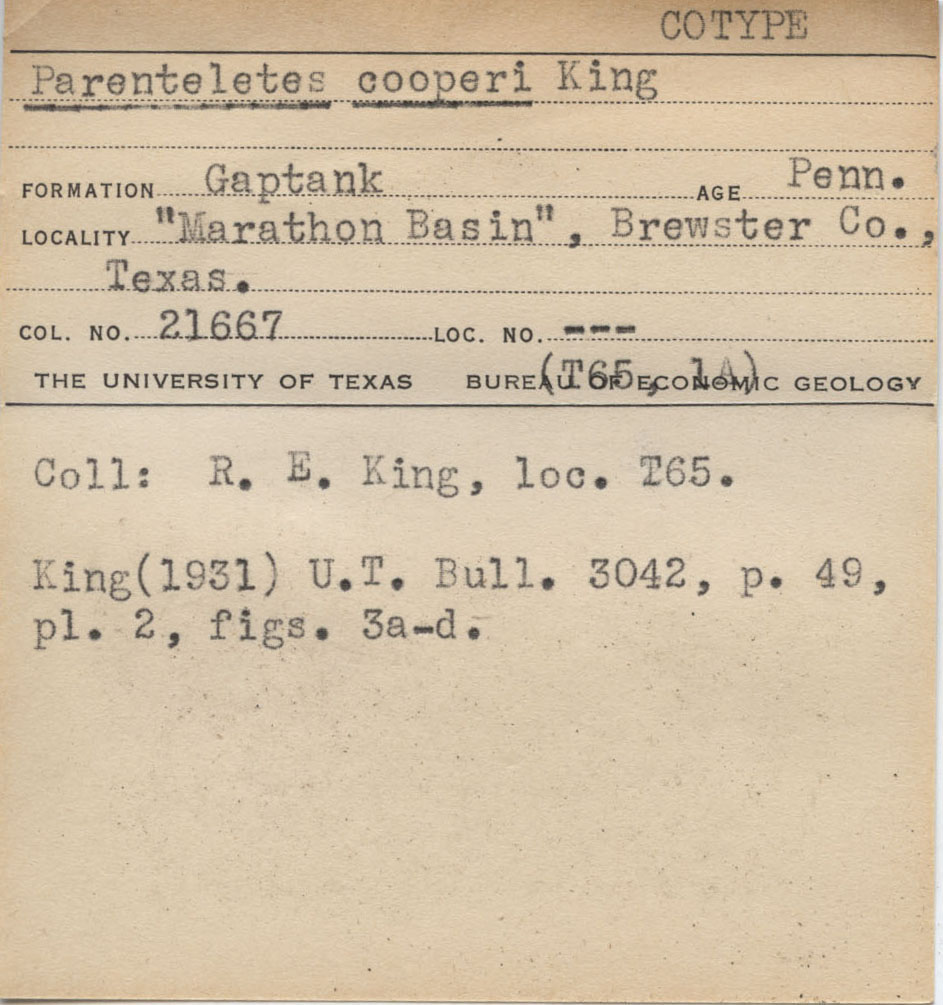 COTYPE
Parenteletes cooperi King
FORMATION Gaptank AGE Penn.
LOCALITY "Marathon Basin", Brewster Co.,
Texas.
COL. NO. 21667 LOC. NO. ---
(T65, 1A)
THE UNIVERSITY OF TEXAS BUREAU OF ECONOMIC GEOLOGY
Coll: R. E. King, loc. T65.
King(1931) U.T. Bull. 3042, p. 49,
pl. 2, figs. 3a-d.